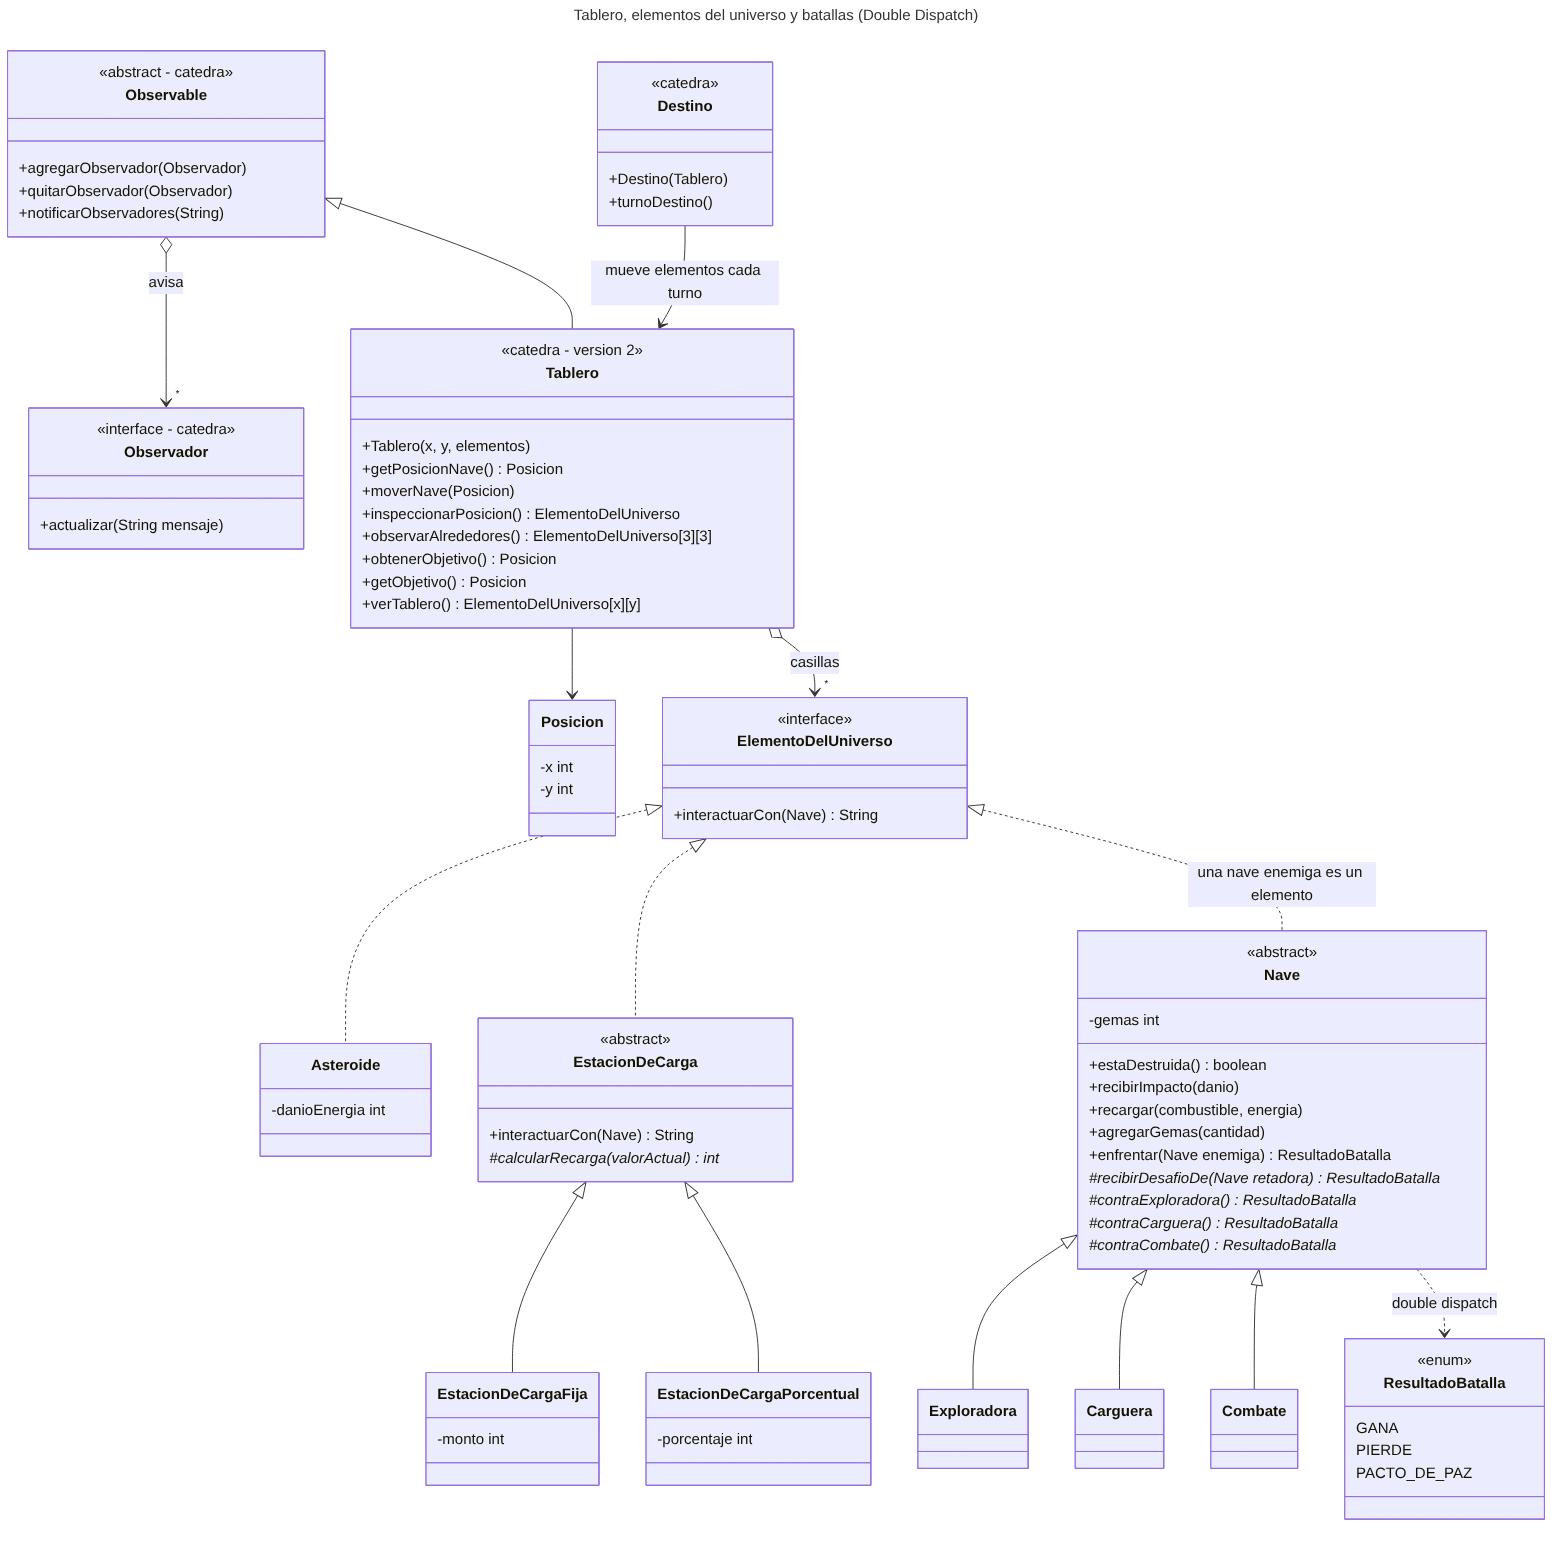 Tablero, elementos del universo y batallas (Double Dispatch)
«abstract - catedra»
Observable
+agregarObservador(Observador)
+quitarObservador(Observador)
+notificarObservadores(String)
«catedra»
Destino
+Destino(Tablero)
+turnoDestino()
avisa
*
mueve elementos cada
turno
«interface - catedra»
Observador
+actualizar(String mensaje)
«catedra - version 2»
Tablero
+Tablero(x, y, elementos)
+getPosicionNave() : Posicion
+moverNave(Posicion)
+inspeccionarPosicion() : ElementoDelUniverso
+observarAlrededores() : ElementoDelUniverso[3][3]
+obtenerObjetivo() : Posicion
+getObjetivo() : Posicion
+verTablero() : ElementoDelUniverso[x][y]
casillas
*
Posicion
-x int
-y int
«interface»
ElementoDelUniverso
+interactuarCon(Nave) : String
una nave enemiga es un
elemento
Asteroide
-danioEnergia int
«abstract»
EstacionDeCarga
+interactuarCon(Nave) : String
#calcularRecarga(valorActual) : int
«abstract»
Nave
-gemas int
+estaDestruida() : boolean
+recibirImpacto(danio)
+recargar(combustible, energia)
+agregarGemas(cantidad)
+enfrentar(Nave enemiga) : ResultadoBatalla
#recibirDesafioDe(Nave retadora) : ResultadoBatalla
#contraExploradora() : ResultadoBatalla
#contraCarguera() : ResultadoBatalla
#contraCombate() : ResultadoBatalla
double dispatch
EstacionDeCargaFija
-monto int
EstacionDeCargaPorcentual
-porcentaje int
Exploradora
Carguera
Combate
«enum»
ResultadoBatalla
GANA
PIERDE
PACTO_DE_PAZ